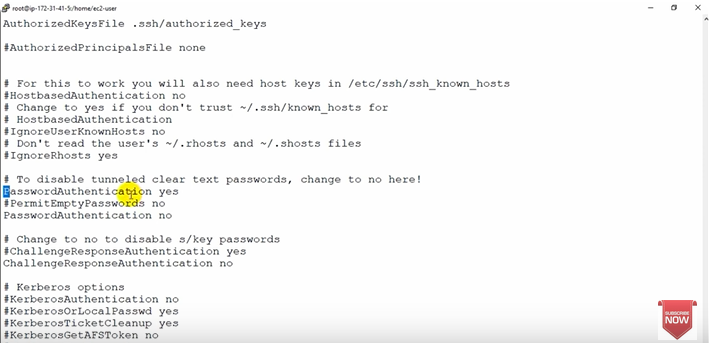 root@ip-172-31-41-5:/home/ec2-user
AuthorizedKeysFile .ssh/authorized_keys
#AuthorizedPrincipalsFile none
# For this to work you will also need host keys in /etc/ssh/ssh_known_hosts
#HostbasedAuthentication no
# Change to yes if you don't trust ~/.ssh/known_hosts for
# HostbasedAuthentication
#IgnoreUserKnownHosts no
# Don't read the user's ~/.rhosts and ~/.shosts files
#IgnoreRhosts yes
# To disable tunneled clear text passwords, change to no here!
PasswordAuthentication yes
#PermitEmptyPasswords no
PasswordAuthentication no
# Change to no to disable s/key passwords
#ChallengeResponseAuthentication yes
ChallengeResponseAuthentication no
# Kerberos options
#KerberosAuthentication no
#KerberosOrLocalPasswd yes
#KerberosTicketCleanup yes
#KerberosGetAFSToken no
SUBSCRIBE
NOW